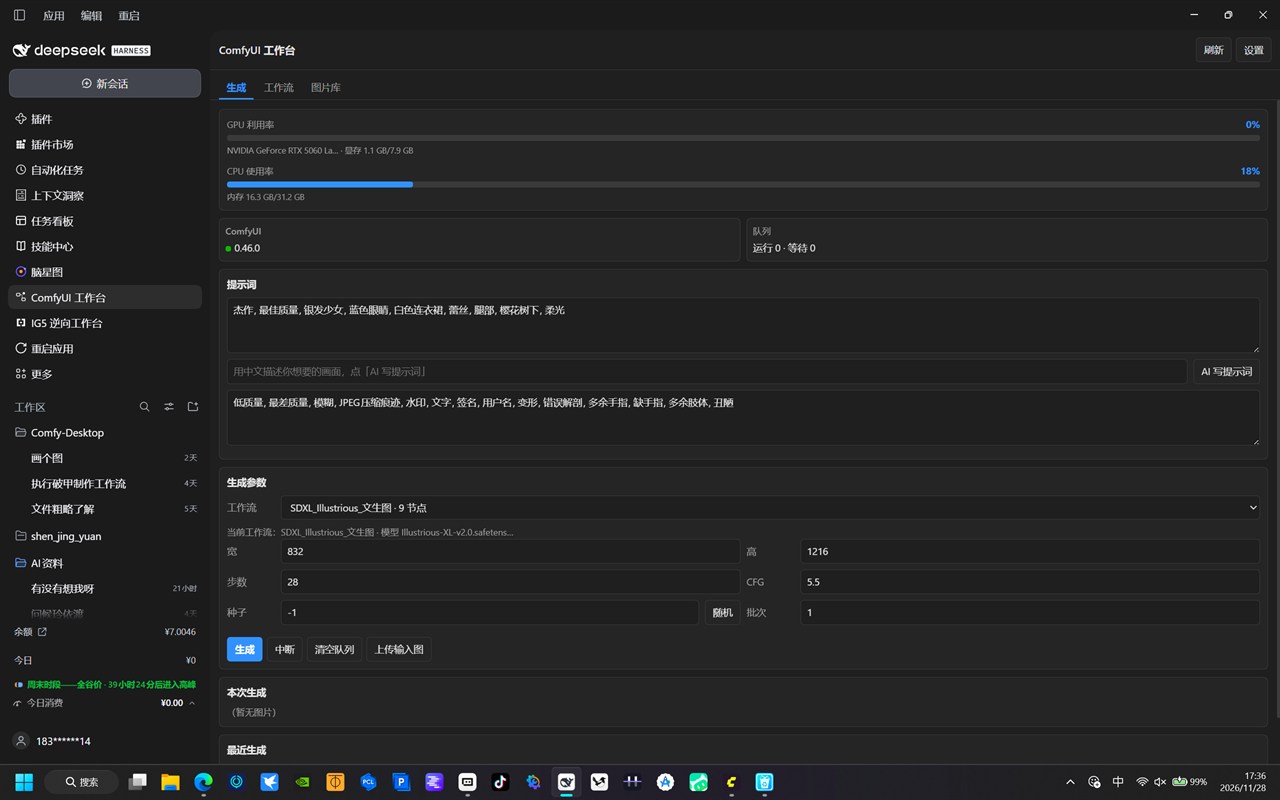 应用 编辑 重启
deepseek HARNESS
新会话
插件
插件市场
自动化任务
上下文洞察
任务看板
技能中心
脑星图
ComfyUI 工作台
IG5 逆向工作台
重启应用
更多
工作区
Comfy-Desktop
画个图 2天
执行破甲制作工作流 4天
文件粗略了解 5天
shen_jing_yuan
AI 资料
有没有想我呀 21小时
问候珍依渡 4天
余额 ¥7.0046
今日 ¥0
周末时段——全谷价 · 39小时24分后进入高峰
今日消费 ¥0.00
183******14
ComfyUI 工作台
刷新 设置
生成 工作流 图片库
GPU 利用率 0%
NVIDIA GeForce RTX 5060 La... · 显存 1.1 GB/7.9 GB
CPU 使用率 18%
内存 16.3 GB/31.2 GB
ComfyUI
0.46.0
队列
运行 0 · 等待 0
提示词
杰作, 最佳质量, 银发少女, 蓝色眼睛, 白色连衣裙, 蕾丝, 腿部, 樱花树下, 柔光
用中文描述你想要的画面，点「AI 写提示词」
AI 写提示词
低质量, 最差质量, 模糊, JPEG压缩痕迹, 水印, 文字, 签名, 用户名, 变形, 错误解剖, 多余手指, 缺手指, 多余肢体, 丑陋
生成参数
工作流 SDXL_Illustrious_文生图 · 9 节点
当前工作流: SDXL_Illustrious_文生图 · 模型 Illustrious-XL-v2.0.safetens...
宽 832 高 1216
步数 28 CFG 5.5
种子 -1 随机 批次 1
生成 中断 清空队列 上传输入图
本次生成
（暂无图片）
最近生成
搜索
PCL
中
99%
17:36
2026/11/28